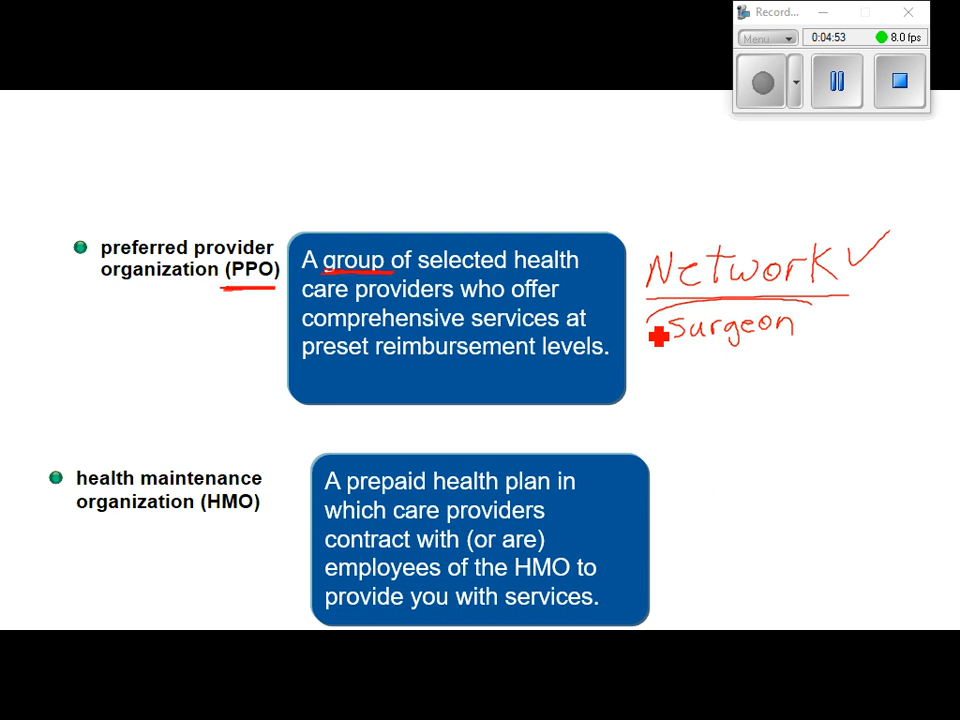 Record...
Menu
0:04:53
8.0 fps
preferred provider
organization (PPO)
A group of selected health
care providers who offer
comprehensive services at
preset reimbursement levels.
Network
surgeon
health maintenance
organization (HMO)
A prepaid health plan in
which care providers
contract with (or are)
employees of the HMO to
provide you with services.